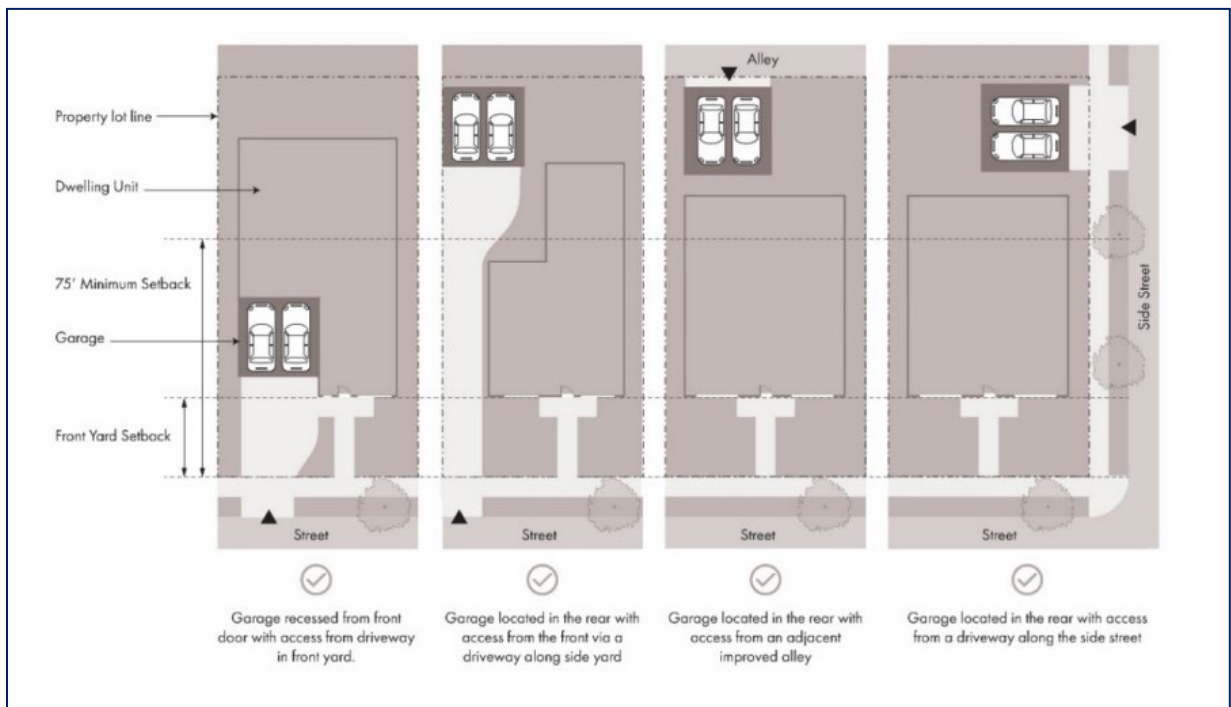 Alley
Property lot line
Dwelling Unit
75' Minimum Setback
Garage
Front Yard Setback
Side Street
Street
Street
Street
Street
Garage recessed from front
door with access from driveway
in front yard.
Garage located in the rear with
access from the front via a
driveway along side yard
Garage located in the rear with
access from an adjacent
improved alley
Garage located in the rear with access
from a driveway along the side street